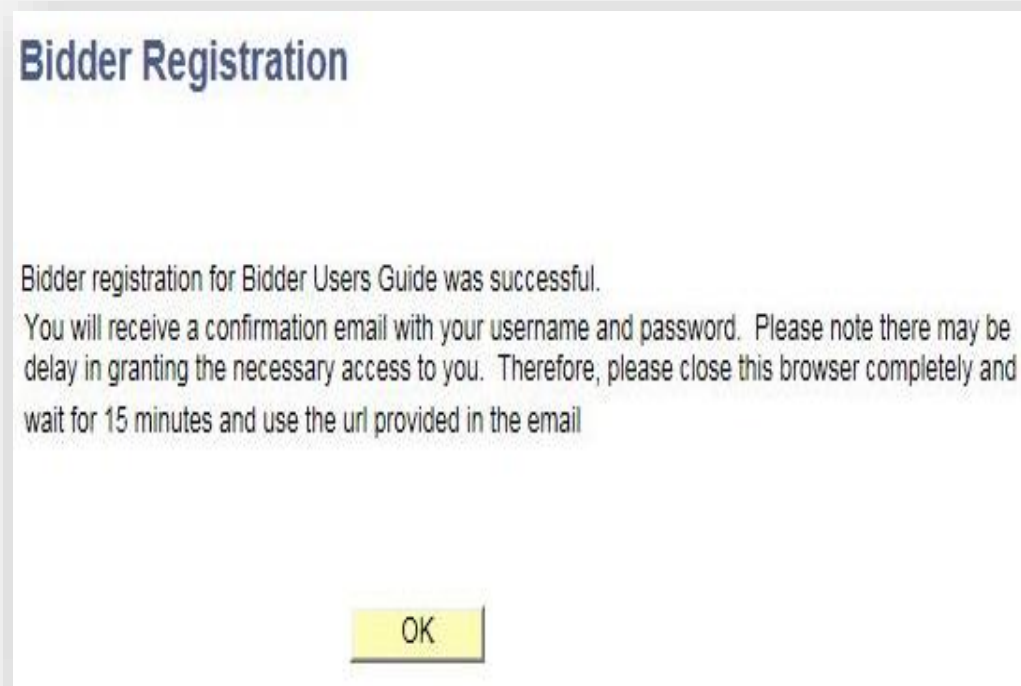 Bidder Registration
Bidder registration for Bidder Users Guide was successful.
You will receive a confirmation email with your username and password.  Please note there may be
delay in granting the necessary access to you.  Therefore, please close this browser completely and
wait for 15 minutes and use the url provided in the email
OK